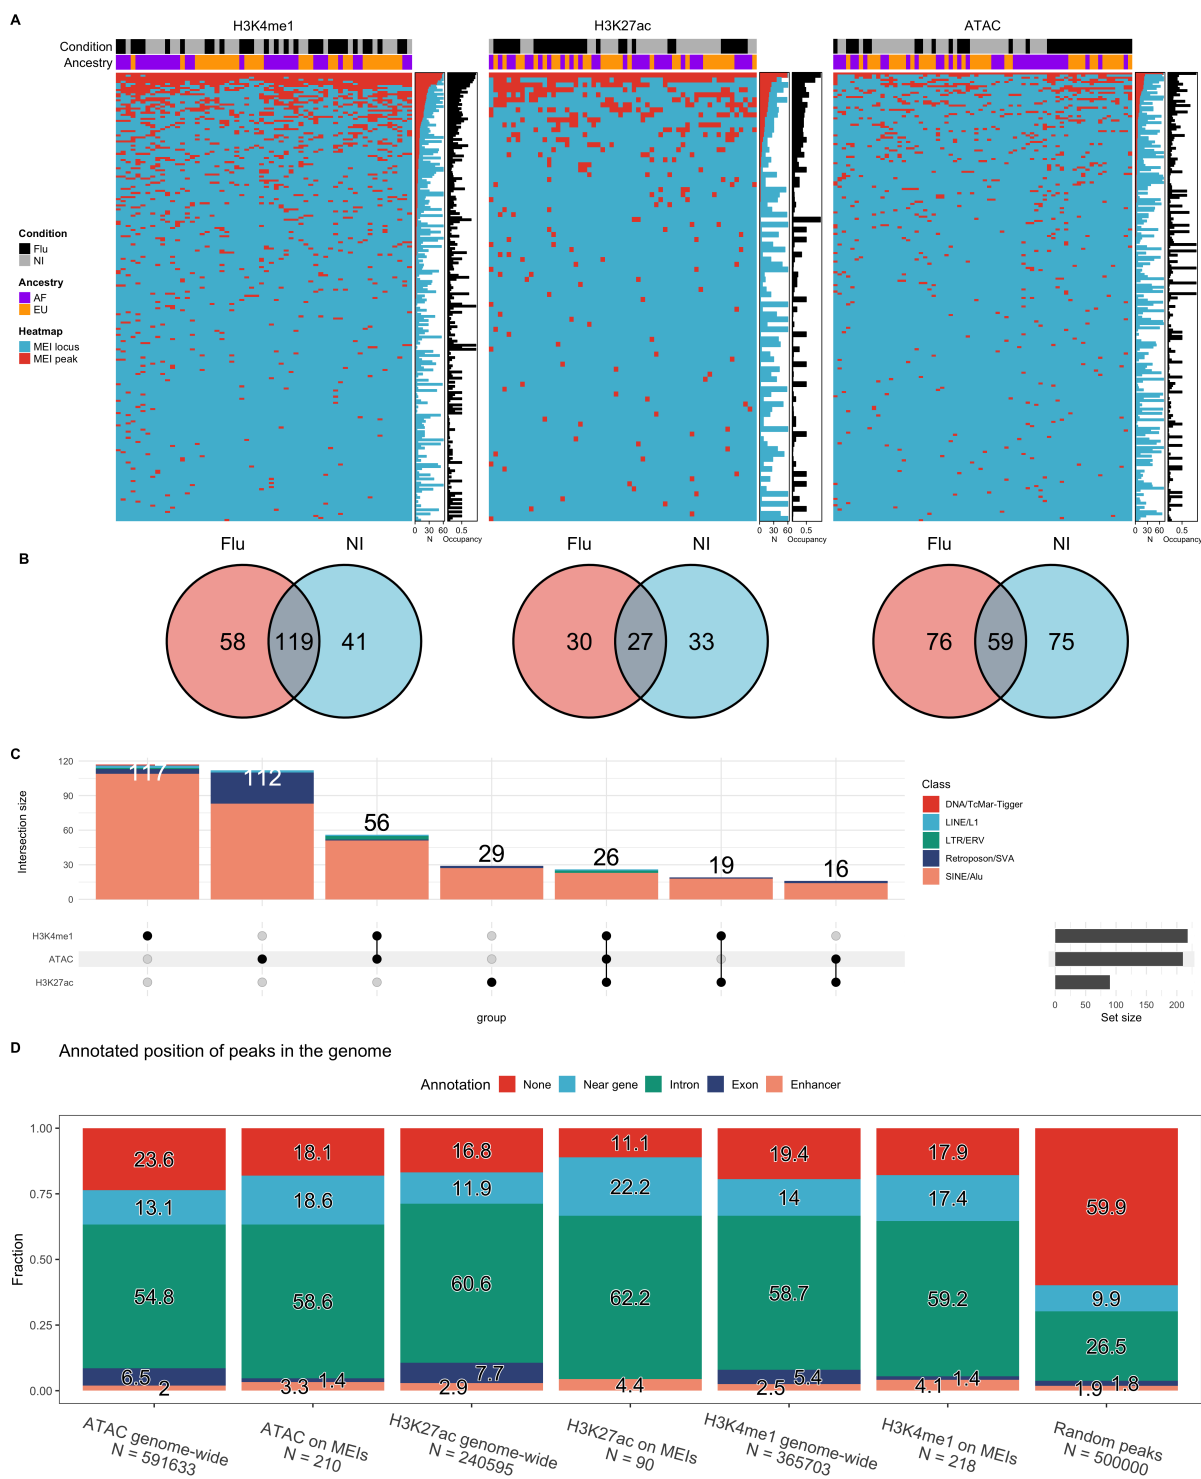 A
H3K4me1
H3K27ac
ATAC
Condition
Ancestry
Condition
Flu
NI
Ancestry
AF
EU
Heatmap
MEI locus
MEI peak
0 30 60
N
0.5
Occupancy
0 30 60
N
0.5
Occupancy
0 30 60
N
0.5
Occupancy
B
Flu NI
58 119 41
Flu NI
30 27 33
Flu NI
76 59 75
C
Intersection size
120
90
60
30
0
117
112
56
29
26
19
16
Class
DNA/TcMar-Tigger
LINE/L1
LTR/ERV
Retroposon/SVA
SINE/Alu
H3K4me1
ATAC
H3K27ac
group
0 50 100 150 200
Set size
D
Annotated position of peaks in the genome
Annotation None Near gene Intron Exon Enhancer
Fraction
1.00
0.75
0.50
0.25
0.00
23.6
13.1
54.8
6.5
2
18.1
18.6
58.6
1.4
3.3
16.8
11.9
60.6
7.7
2.9
11.1
22.2
62.2
4.4
19.4
14
58.7
5.4
2.5
17.9
17.4
59.2
1.4
4.1
59.9
9.9
26.5
1.8
1.9
ATAC genome-wide
N = 591633
ATAC on MEIs
N = 210
H3K27ac genome-wide
N = 240595
H3K27ac on MEIs
N = 90
H3K4me1 genome-wide
N = 365703
H3K4me1 on MEIs
N = 218
Random peaks
N = 500000